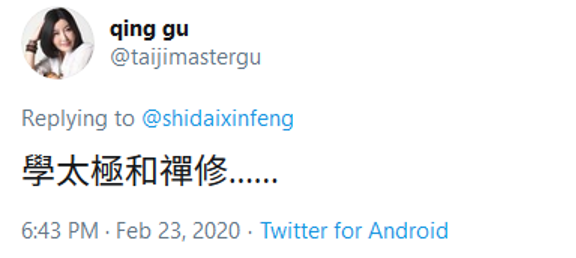 qing gu
@taijimastergu
Replying to @shidaixinfeng
學太極和禪修......
6:43 PM · Feb 23, 2020 · Twitter for Android